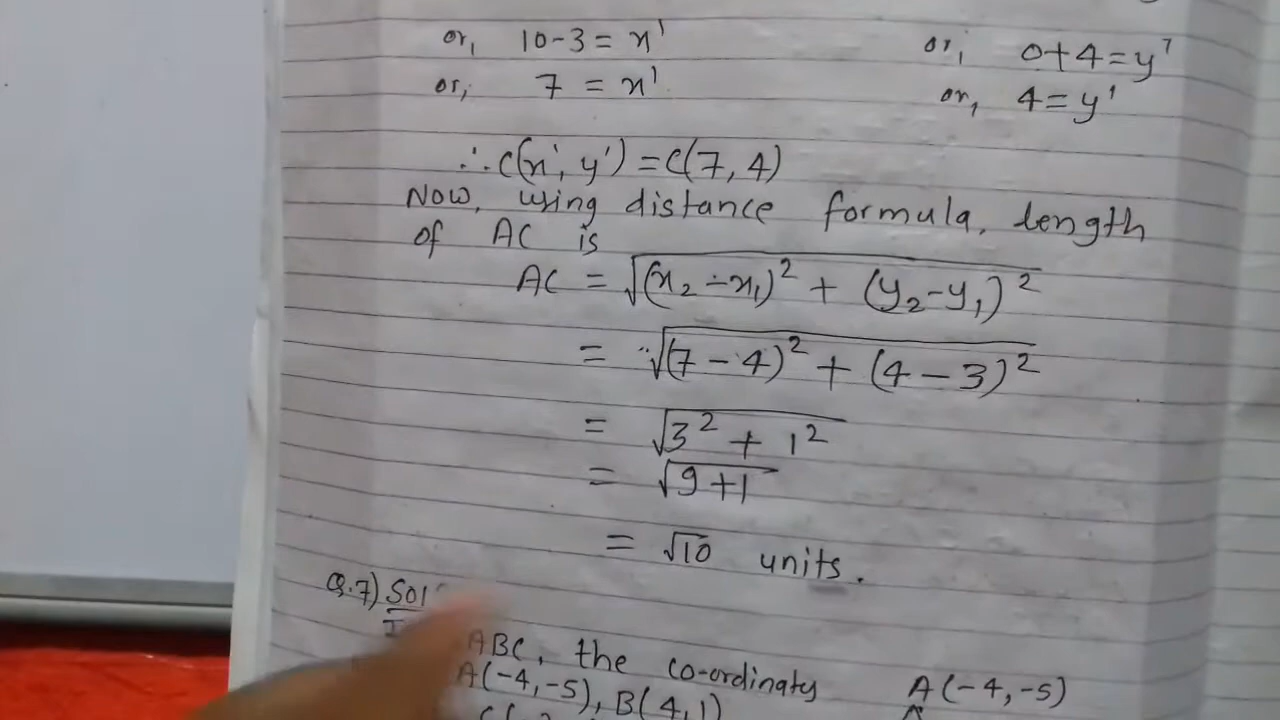 or, 10-3 = x' or, 0+4=y'
or, 7 = x' or, 4=y'
∴ C(x', y') = C(7, 4)
Now, using distance formula, length
of AC is
AC = √(x₂-x₁)² + (y₂-y₁)²
= √(7-4)² + (4-3)²
= √3² + 1²
= √9+1
= √10 units.
Q.7) Sol
ABC, the co-ordinaty A(-4,-5)
A(-4,-5), B(4,1)